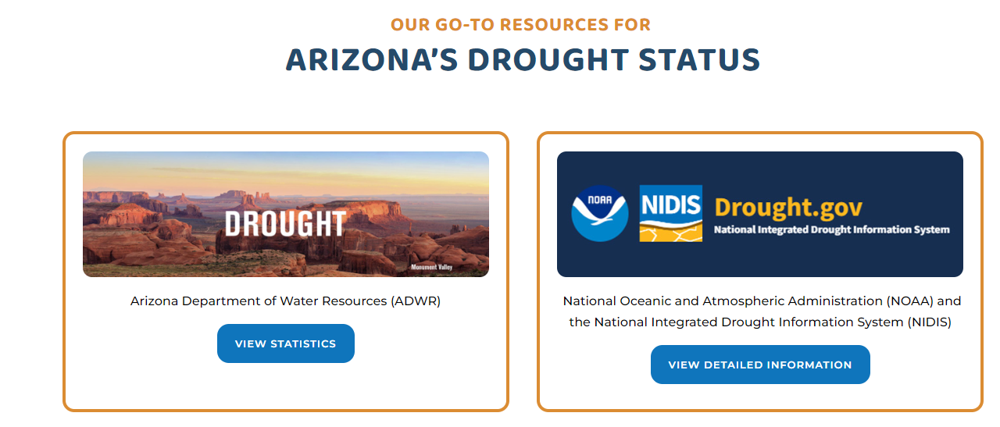 OUR GO-TO RESOURCES FOR
ARIZONA'S DROUGHT STATUS
DROUGHT
Monument Valley
Arizona Department of Water Resources (ADWR)
VIEW STATISTICS
NOAA
NIDIS
Drought.gov
National Integrated Drought Information System
National Oceanic and Atmospheric Administration (NOAA) and
the National Integrated Drought Information System (NIDIS)
VIEW DETAILED INFORMATION